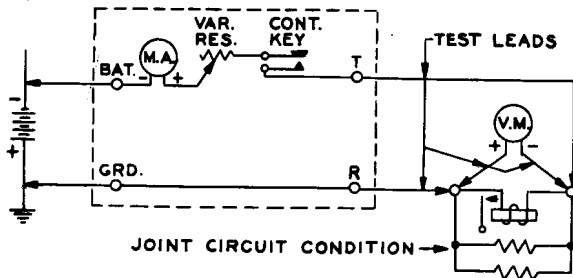 VAR.
RES.
CONT.
KEY
M.A.
- +
BAT.
T
TEST LEADS
V.M.
+ -
-
+
GRD.
R
JOINT CIRCUIT CONDITION